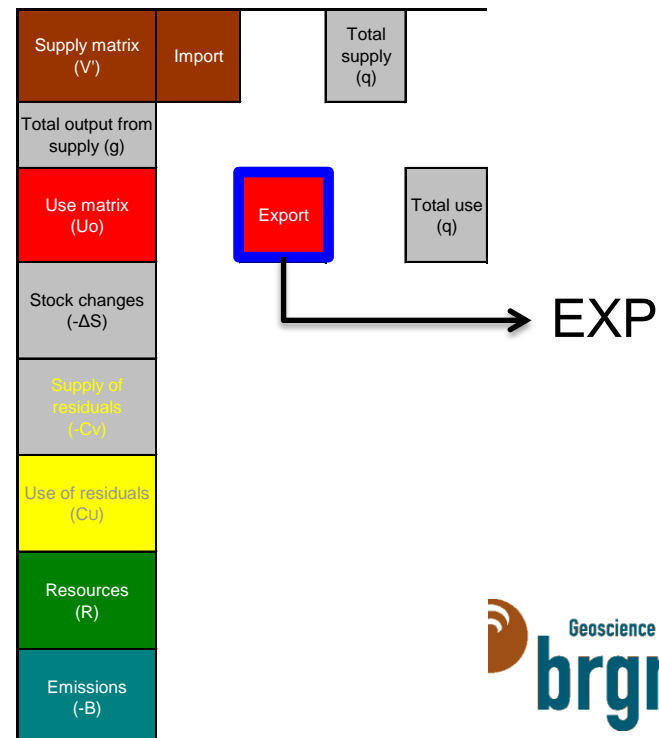 Supply matrix
(V')
Import
Total
supply
(q)
Total output from
supply (g)
Use matrix
(Uo)
Export
Total use
(q)
Stock changes
(-ΔS)
EXP
Supply of
residuals
(-Cv)
Use of residuals
(CU)
Resources
(R)
Emissions
(-B)
Geoscience
brgm